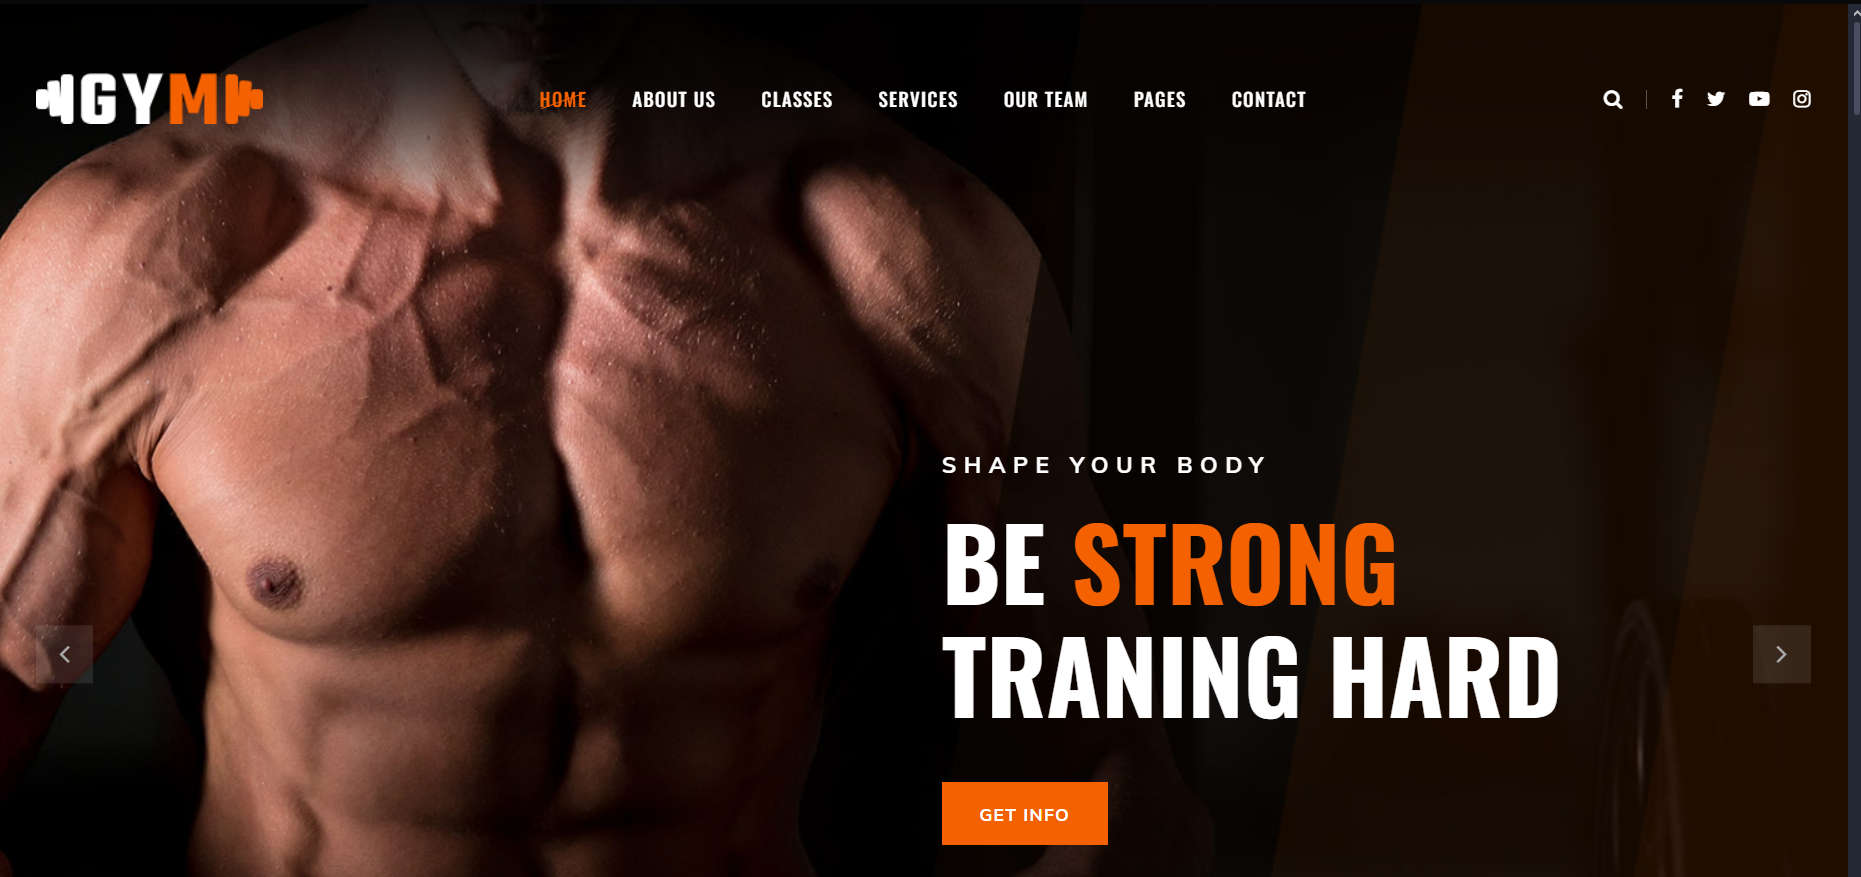 GYM
HOME ABOUT US CLASSES SERVICES OUR TEAM PAGES CONTACT
SHAPE YOUR BODY
BE STRONG
TRANING HARD
GET INFO